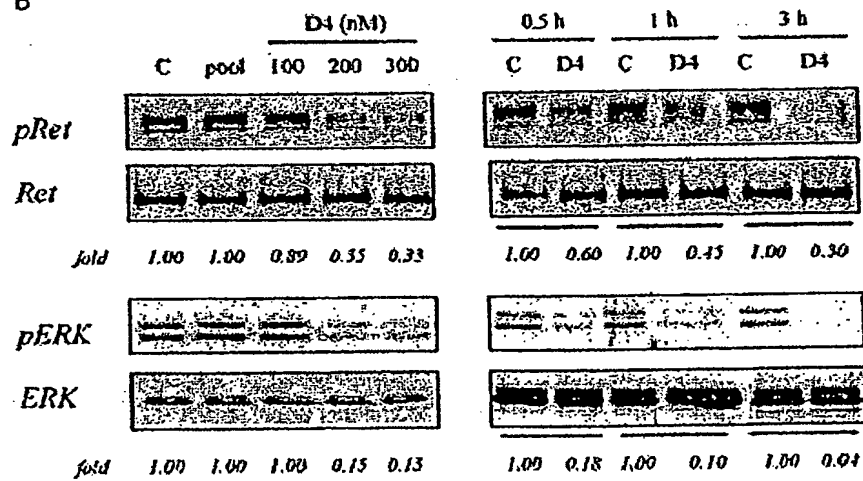 B
D4 (nM) 0.5 h 1 h 3 h
C pool 100 200 300 C D4 C D4 C D4
pRet
Ret
fold 1.00 1.00 0.89 0.55 0.33 1.00 0.60 1.00 0.45 1.00 0.30
pERK
ERK
fold 1.00 1.00 1.00 0.15 0.13 1.00 0.18 1.00 0.10 1.00 0.04